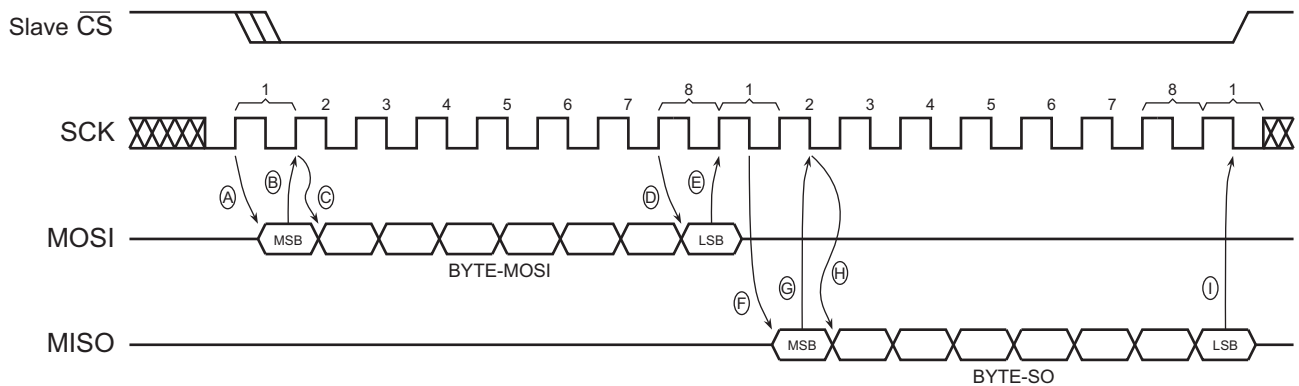 Slave CS
1 2 3 4 5 6 7 8 1 2 3 4 5 6 7 8 1
SCK
A B C D E
MOSI MSB LSB
BYTE-MOSI
F G H I
MISO MSB LSB
BYTE-SO